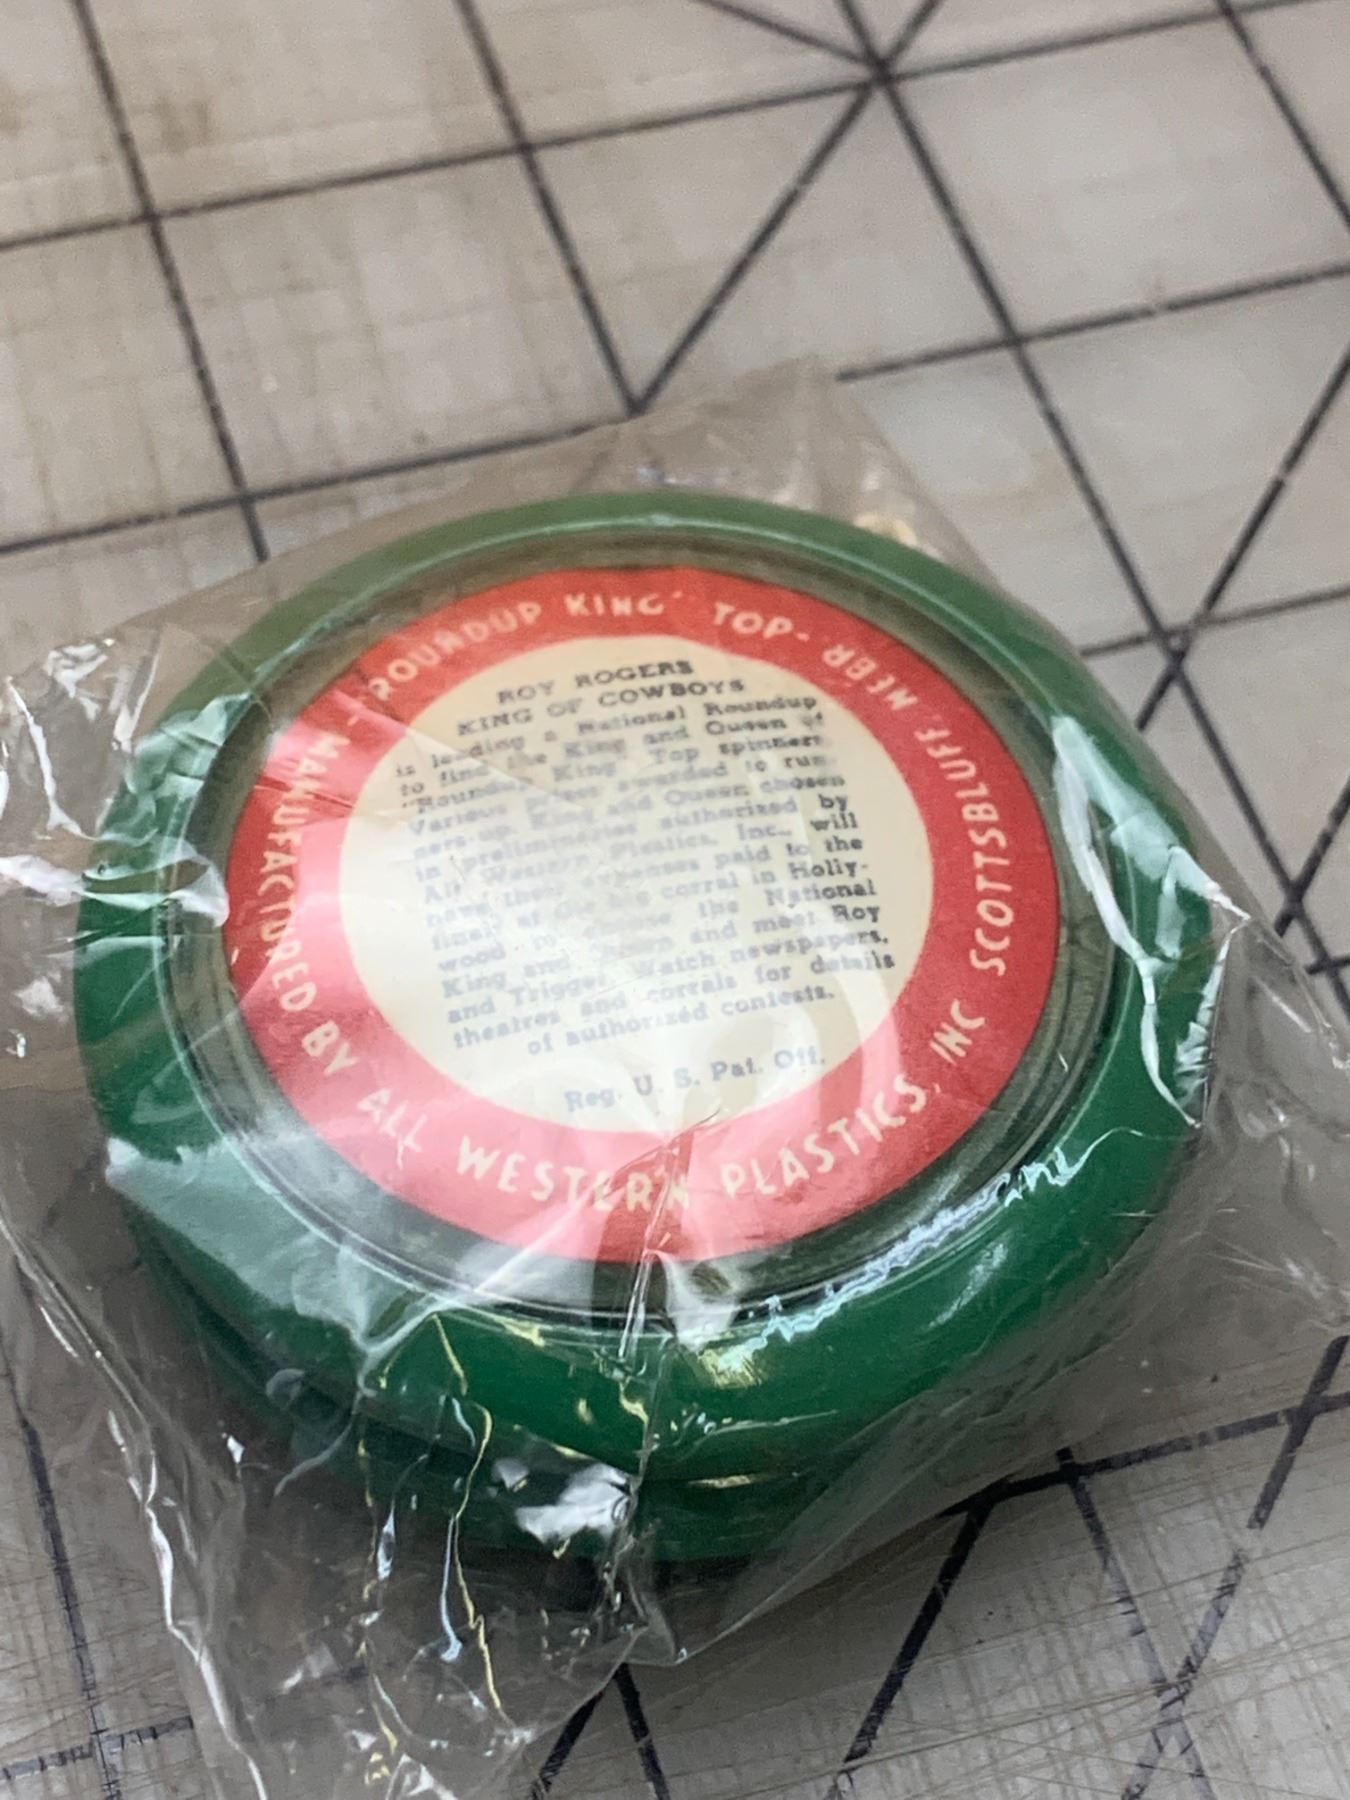 ROUNDUP KING TOP-
MANUFACTURED BY ALL WESTERN PLASTICS, INC SCOTTSBLUFF, NEBR
ROY ROGERS
KING OF COWBOYS
is leading a National Roundup
to find the King and Queen of
"Roundup King" Top spinners.
Various prizes awarded to run-
ners-up. King and Queen chosen
in preliminaries authorized by
All Western Plastics, Inc., will
have their expenses paid to the
finals at the big corral in Holly-
wood to choose the National
King and Queen and meet Roy
and Trigger. Watch newspapers,
theatres and corrals for details
of authorized contests.
Reg. U. S. Pat. Off.